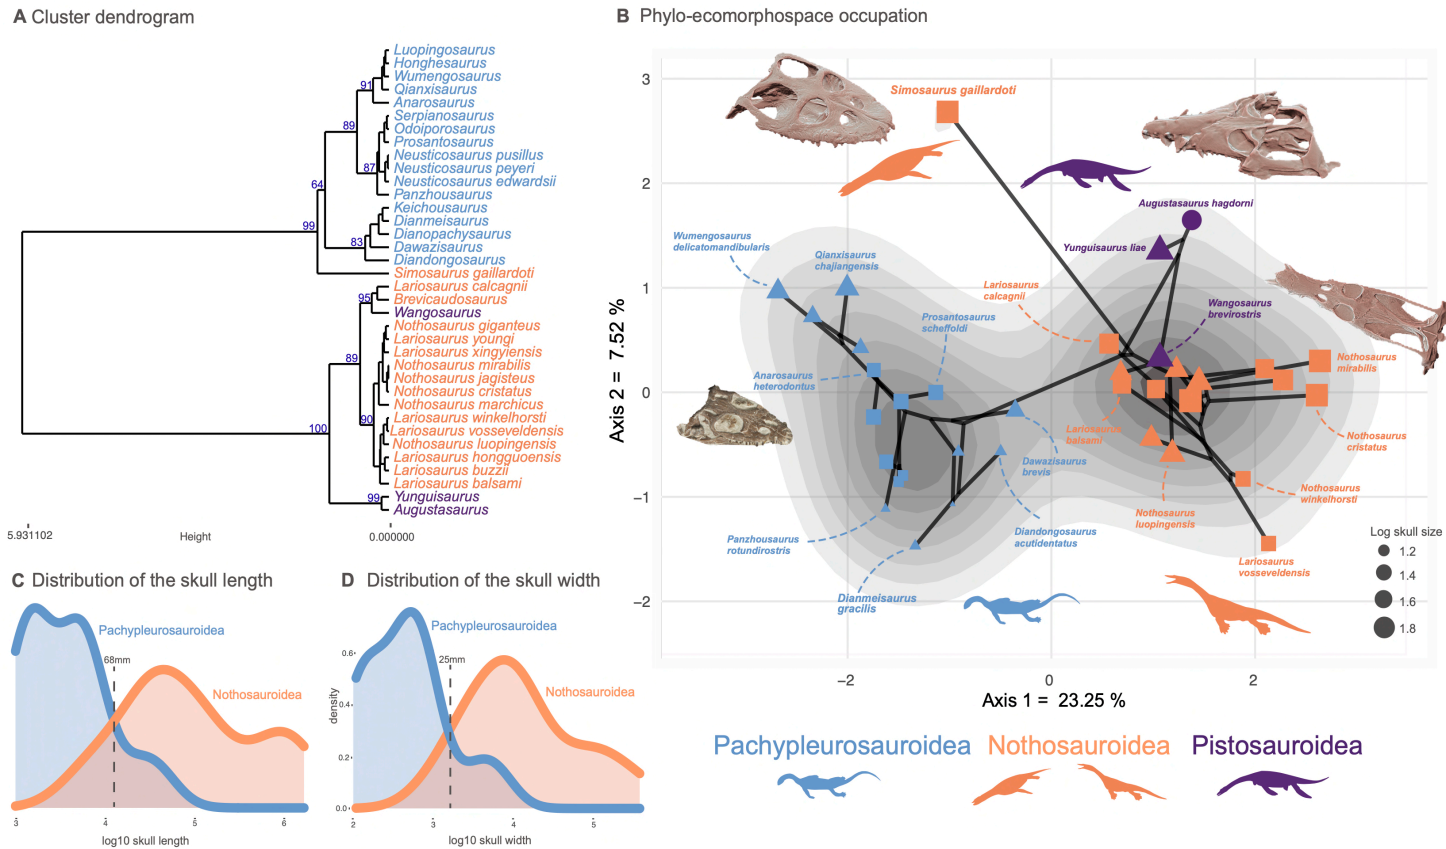 A Cluster dendrogram
Luopingosaurus
Honghesaurus
Wumengosaurus
Qianxisaurus
Anarosaurus
Serpianosaurus
Odoiporosaurus
Prosantosaurus
Neusticosaurus pusillus
Neusticosaurus peyeri
Neusticosaurus edwardsii
Panzhousaurus
Keichousaurus
Dianmeisaurus
Dianopachysaurus
Dawazisaurus
Diandongosaurus
Simosaurus gaillardoti
Lariosaurus calcagnii
Brevicaudosaurus
Wangosaurus
Nothosaurus giganteus
Lariosaurus youngi
Lariosaurus xingyiensis
Nothosaurus mirabilis
Nothosaurus jagisteus
Nothosaurus cristatus
Nothosaurus marchicus
Lariosaurus winkelhorsti
Lariosaurus vosseveldensis
Nothosaurus luopingensis
Lariosaurus hongguoensis
Lariosaurus buzzii
Lariosaurus balsami
Yunguisaurus
Augustasaurus
91
89
87
64
99
83
95
89
90
100
99
5.931102
Height
0.000000
B Phylo-ecomorphospace occupation
3
2
1
0
−1
−2
Axis 2 = 7.52 %
−2
0
2
Axis 1 = 23.25 %
Simosaurus gaillardoti
Augustasaurus hagdorni
Yunguisaurus liae
Wumengosaurus
delicatomandibularis
Qianxisaurus
chajiangensis
Lariosaurus
calcagnii
Wangosaurus
brevirostris
Prosantosaurus
scheffoldi
Anarosaurus
heterodontus
Nothosaurus
mirabilis
Lariosaurus
balsami
Nothosaurus
cristatus
Dawazisaurus
brevis
Nothosaurus
winkelhorsti
Nothosaurus
luopingensis
Diandongosaurus
acutidentatus
Panzhousaurus
rotundirostris
Lariosaurus
vosseveldensis
Dianmeisaurus
gracilis
Log skull size
1.2
1.4
1.6
1.8
Pachypleurosauroidea
Nothosauroidea
Pistosauroidea
C Distribution of the skull length
Pachypleurosauroidea
68mm
Nothosauroidea
3
4
5
6
log10 skull length
D Distribution of the skull width
Pachypleurosauroidea
25mm
Nothosauroidea
density
0.6
0.4
0.2
0.0
2
3
4
5
log10 skull width